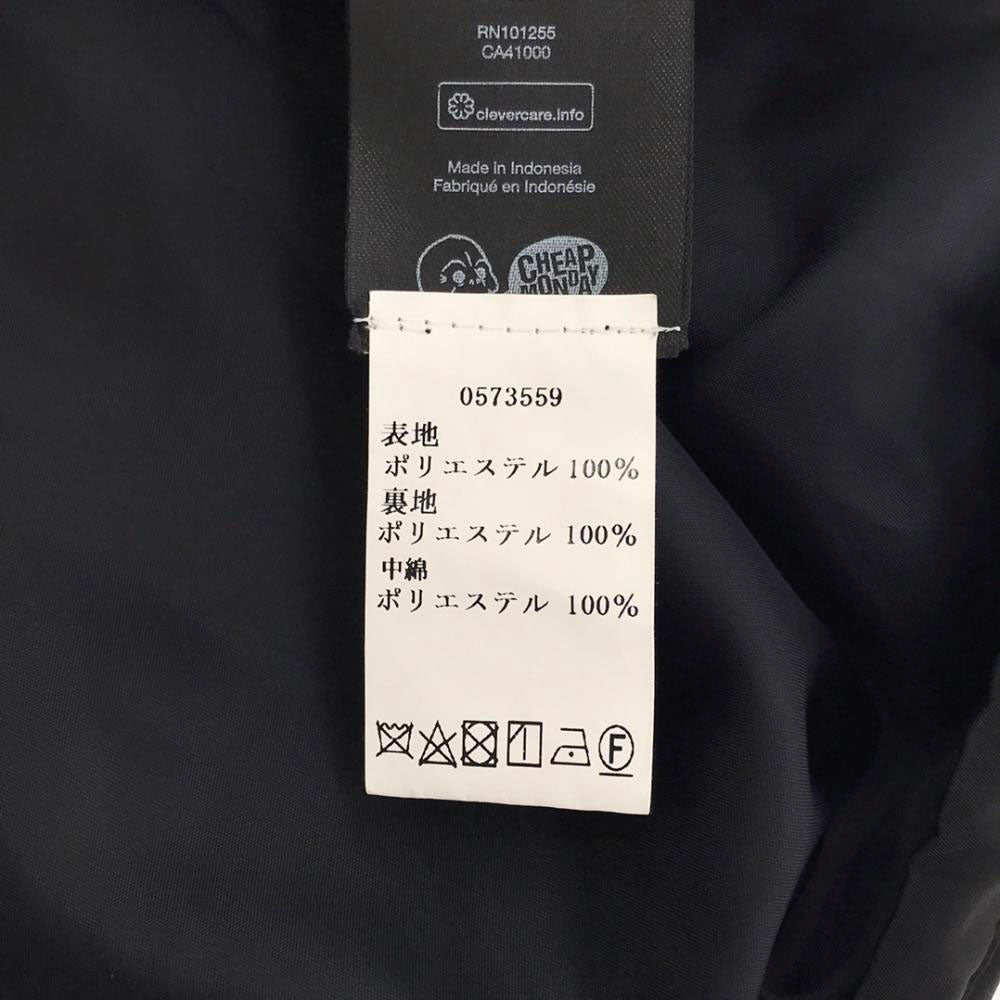 RN101255
CA41000
clevercare.info
Made in Indonesia
Fabriqué en Indonésie
CHEAP
MONDAY
0573559
表地
ポリエステル 100%
裏地
ポリエステル 100%
中綿
ポリエステル 100%
F